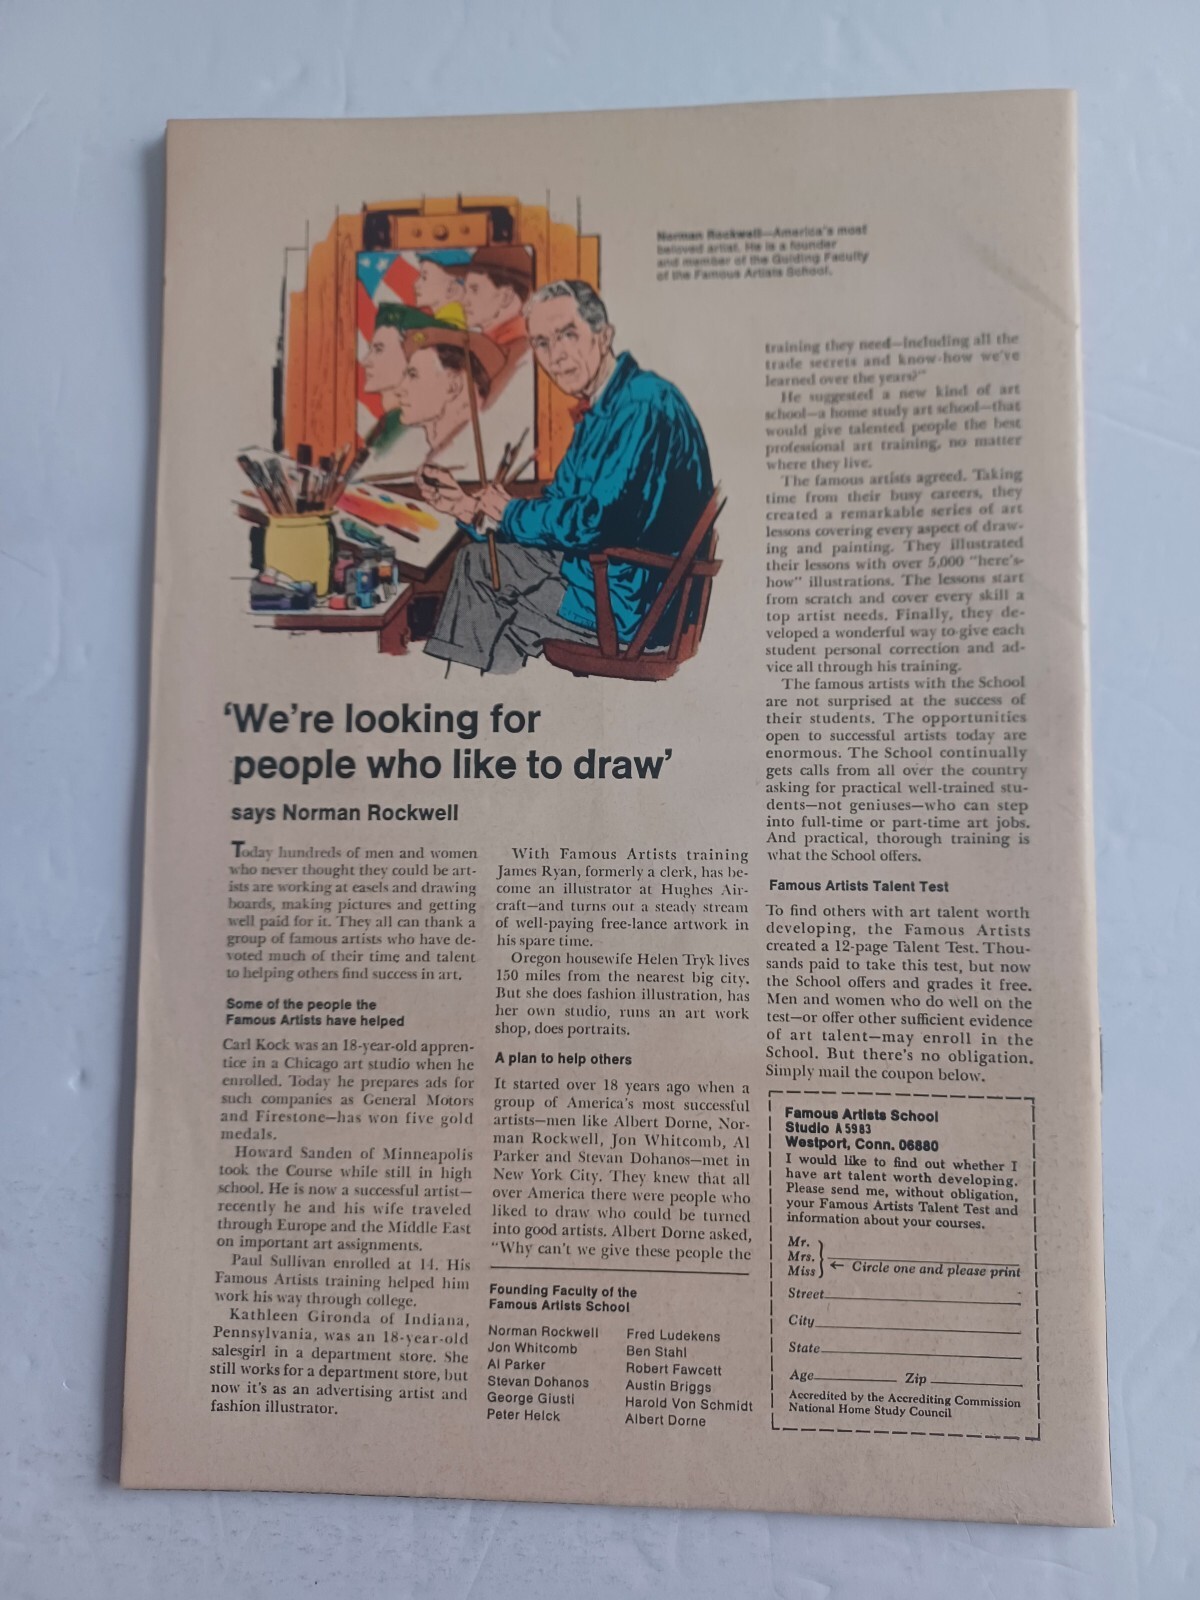 Norman Rockwell—America's most
beloved artist. He is a founder
and member of the Guiding Faculty
of the Famous Artists School.
'We're looking for
people who like to draw'
says Norman Rockwell
Today hundreds of men and women
who never thought they could be art-
ists are working at easels and drawing
boards, making pictures and getting
well paid for it. They all can thank a
group of famous artists who have de-
voted much of their time and talent
to helping others find success in art.
Some of the people the
Famous Artists have helped
Carl Kock was an 18-year-old appren-
tice in a Chicago art studio when he
enrolled. Today he prepares ads for
such companies as General Motors
and Firestone—has won five gold
medals.
Howard Sanden of Minneapolis
took the Course while still in high
school. He is now a successful artist—
recently he and his wife traveled
through Europe and the Middle East
on important art assignments.
Paul Sullivan enrolled at 14. His
Famous Artists training helped him
work his way through college.
Kathleen Gironda of Indiana,
Pennsylvania, was an 18-year-old
salesgirl in a department store. She
still works for a department store, but
now it's as an advertising artist and
fashion illustrator.
With Famous Artists training
James Ryan, formerly a clerk, has be-
come an illustrator at Hughes Air-
craft—and turns out a steady stream
of well-paying free-lance artwork in
his spare time.
Oregon housewife Helen Tryk lives
150 miles from the nearest big city.
But she does fashion illustration, has
her own studio, runs an art work
shop, does portraits.
A plan to help others
It started over 18 years ago when a
group of America's most successful
artists—men like Albert Dorne, Nor-
man Rockwell, Jon Whitcomb, Al
Parker and Stevan Dohanos—met in
New York City. They knew that all
over America there were people who
liked to draw who could be turned
into good artists. Albert Dorne asked,
"Why can't we give these people the
Founding Faculty of the
Famous Artists School
Norman Rockwell
Jon Whitcomb
Al Parker
Stevan Dohanos
George Giusti
Peter Helck
Fred Ludekens
Ben Stahl
Robert Fawcett
Austin Briggs
Harold Von Schmidt
Albert Dorne
training they need—including all the
trade secrets and know-how we've
learned over the years?"
He suggested a new kind of art
school—a home study art school—that
would give talented people the best
professional art training, no matter
where they live.
The famous artists agreed. Taking
time from their busy careers, they
created a remarkable series of art
lessons covering every aspect of draw-
ing and painting. They illustrated
their lessons with over 5,000 "here's-
how" illustrations. The lessons start
from scratch and cover every skill a
top artist needs. Finally, they de-
veloped a wonderful way to give each
student personal correction and ad-
vice all through his training.
The famous artists with the School
are not surprised at the success of
their students. The opportunities
open to successful artists today are
enormous. The School continually
gets calls from all over the country
asking for practical well-trained stu-
dents—not geniuses—who can step
into full-time or part-time art jobs.
And practical, thorough training is
what the School offers.
Famous Artists Talent Test
To find others with art talent worth
developing, the Famous Artists
created a 12-page Talent Test. Thou-
sands paid to take this test, but now
the School offers and grades it free.
Men and women who do well on the
test—or offer other sufficient evidence
of art talent—may enroll in the
School. But there's no obligation.
Simply mail the coupon below.
Famous Artists School
Studio A5983
Westport, Conn. 06880
I would like to find out whether I
have art talent worth developing.
Please send me, without obligation,
your Famous Artists Talent Test and
information about your courses.
Mr.
Mrs.
Miss ← Circle one and please print
Street
City
State
Age Zip
Accredited by the Accrediting Commission
National Home Study Council